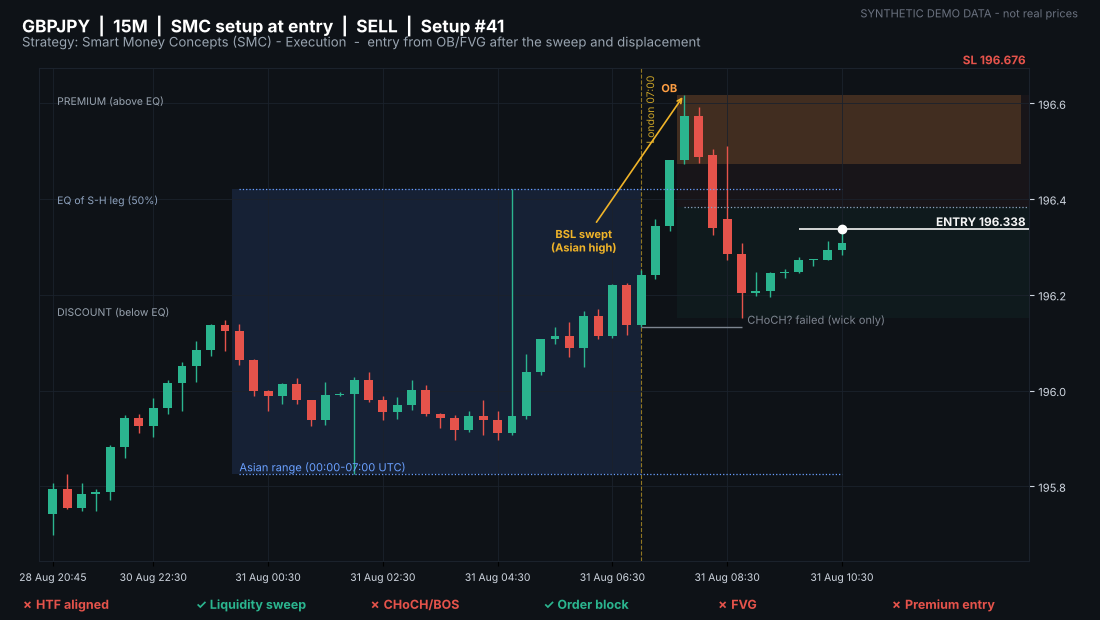 SYNTHETIC DEMO DATA - not real prices
GBPJPY | 15M | SMC setup at entry | SELL | Setup #41
Strategy: Smart Money Concepts (SMC) - Execution - entry from OB/FVG after the sweep and displacement
SL 196.676
London 07:00
OB
PREMIUM (above EQ)
196.6
EQ of S-H leg (50%)
196.4
ENTRY 196.338
BSL swept
(Asian high)
196.2
DISCOUNT (below EQ)
CHoCH? failed (wick only)
196.0
Asian range (00:00-07:00 UTC)
195.8
28 Aug 20:45 30 Aug 22:30 31 Aug 00:30 31 Aug 02:30 31 Aug 04:30 31 Aug 06:30 31 Aug 08:30 31 Aug 10:30
× HTF aligned ✓ Liquidity sweep × CHoCH/BOS ✓ Order block × FVG × Premium entry